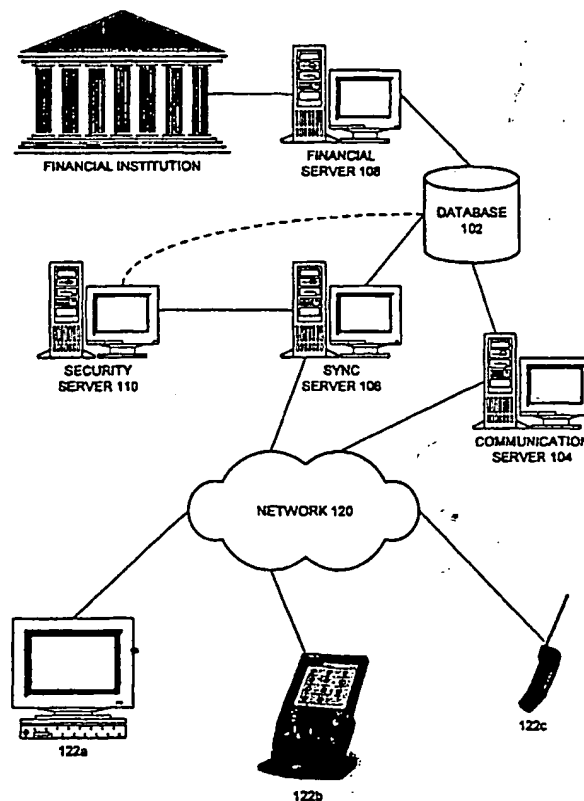 FINANCIAL INSTITUTION
FINANCIAL
SERVER 108
DATABASE
102
SECURITY
SERVER 110
SYNC
SERVER 106
COMMUNICATION
SERVER 104
NETWORK 120
122a
122b
122c